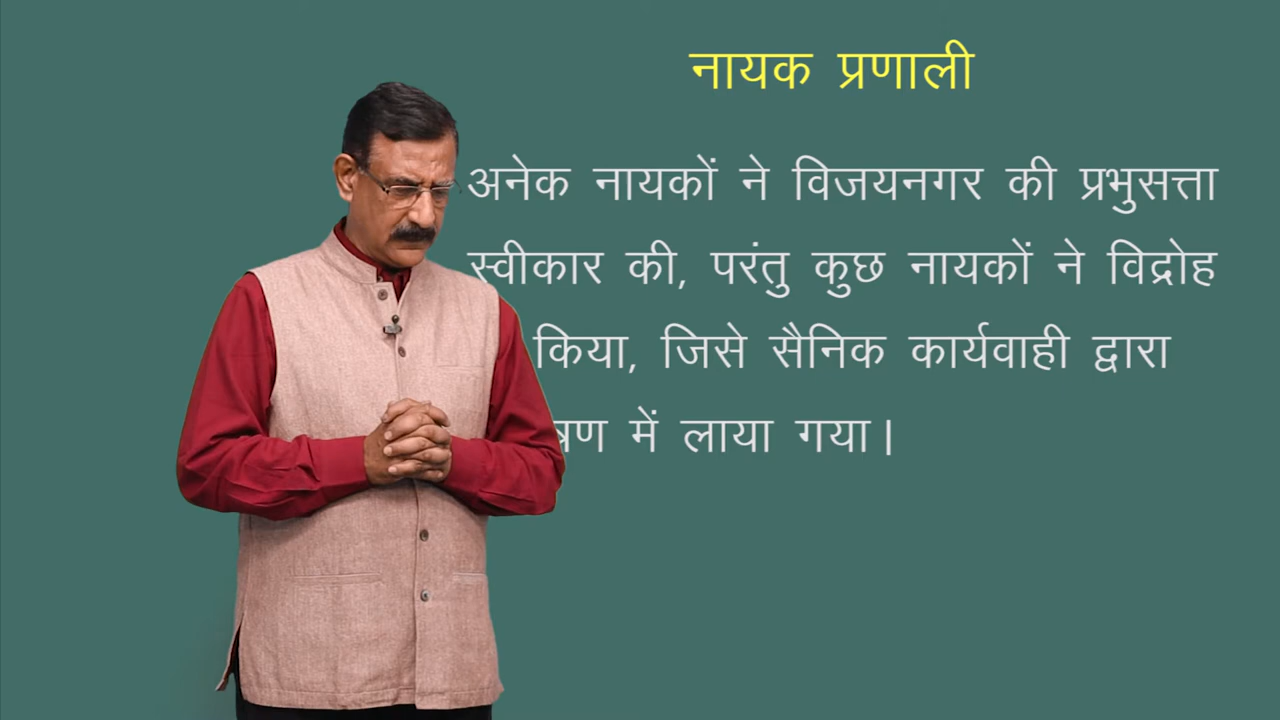 नायक प्रणाली
अनेक नायकों ने विजयनगर की प्रभुसत्ता
स्वीकार की, परंतु कुछ नायकों ने विद्रोह
किया, जिसे सैनिक कार्यवाही द्वारा
में लाया गया।